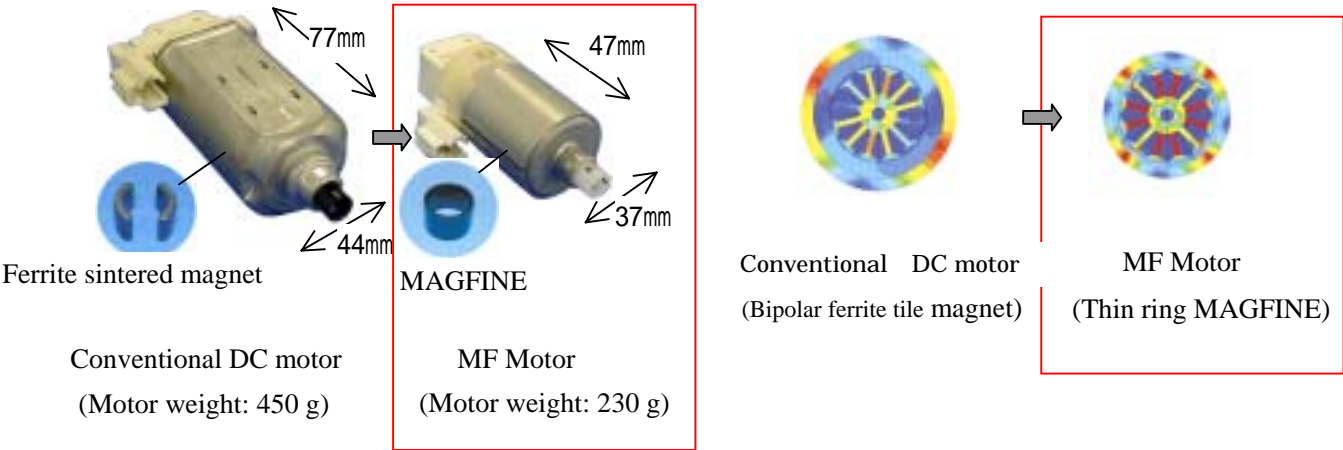 77㎜
47㎜
44㎜
37㎜
Ferrite sintered magnet
MAGFINE
Conventional DC motor
(Motor weight: 450 g)
MF Motor
(Motor weight: 230 g)
Conventional DC motor
(Bipolar ferrite tile magnet)
MF Motor
(Thin ring MAGFINE)